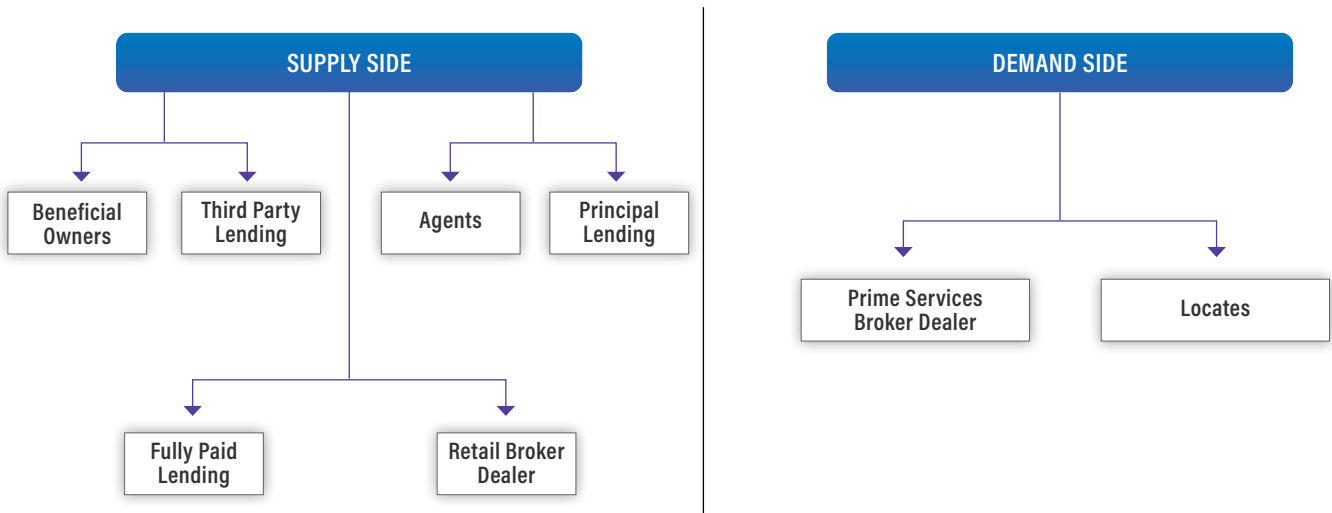 SUPPLY SIDE
Beneficial
Owners
Third Party
Lending
Agents
Principal
Lending
Fully Paid
Lending
Retail Broker
Dealer
DEMAND SIDE
Prime Services
Broker Dealer
Locates